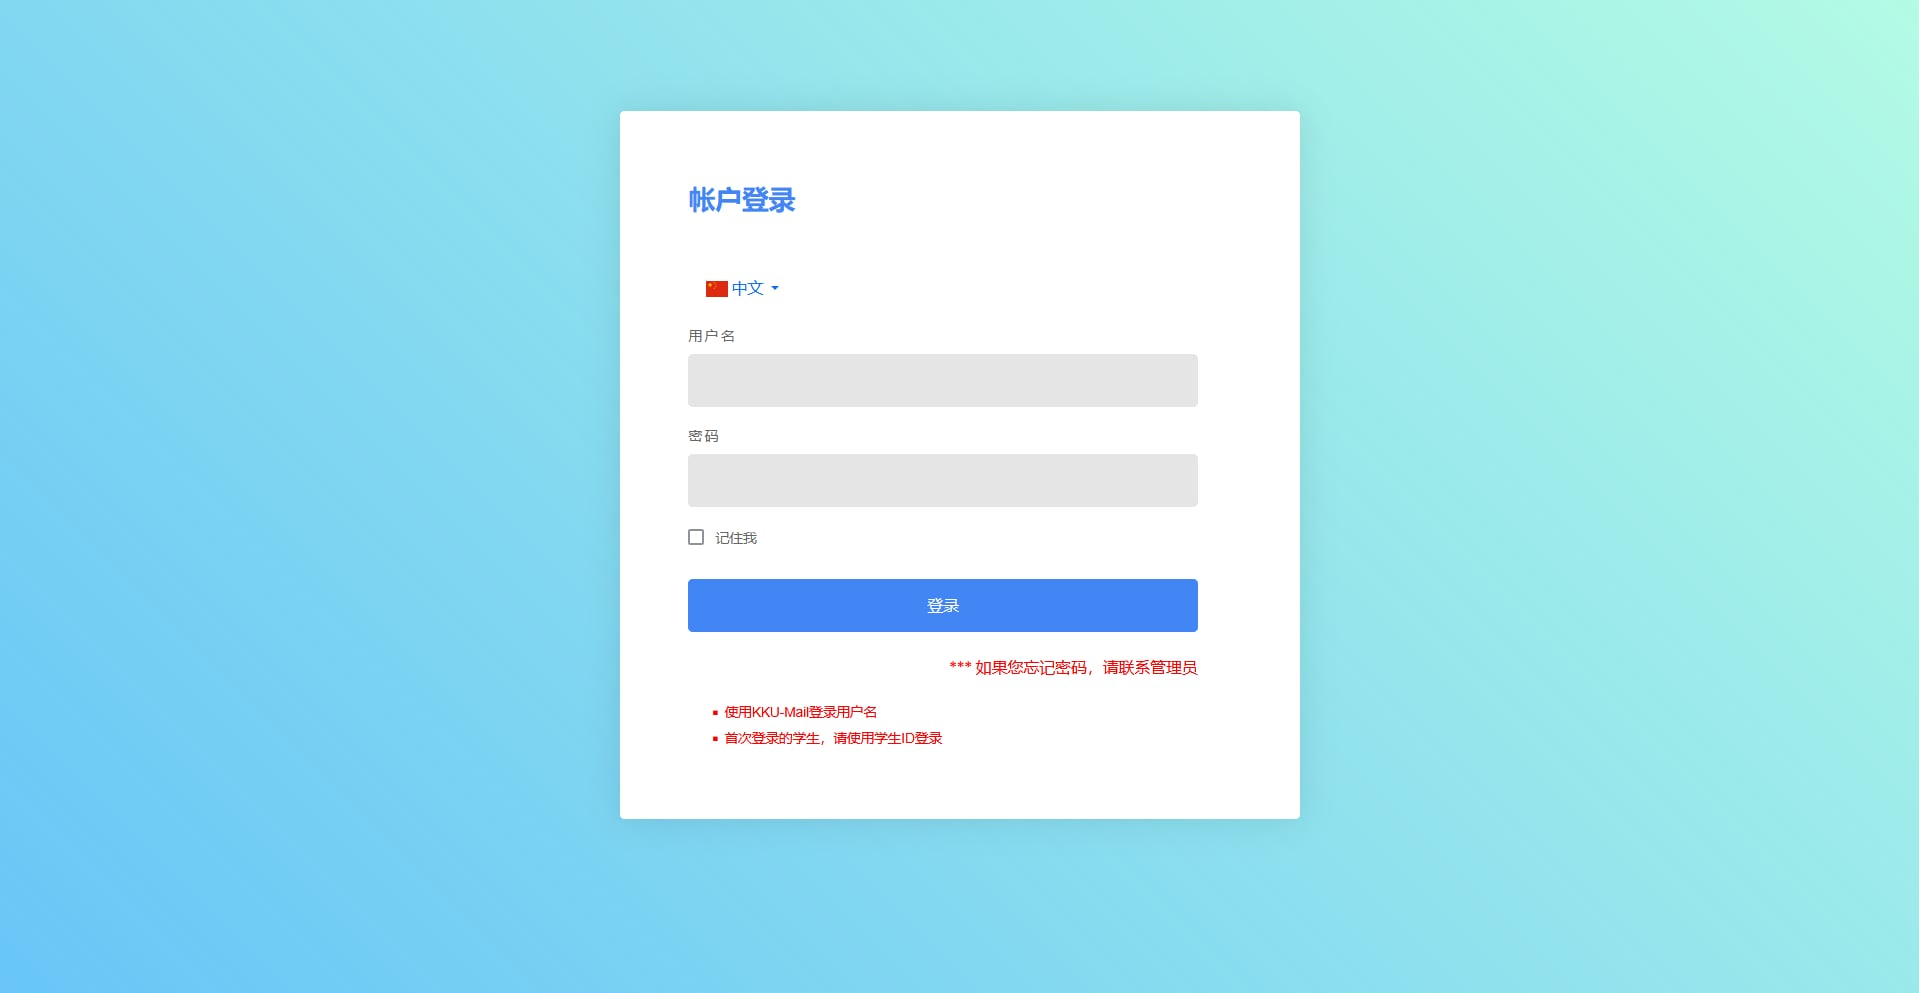 帐户登录
中文
用户名
密码
记住我
登录
*** 如果您忘记密码，请联系管理员
使用KKU-Mail登录用户名
首次登录的学生，请使用学生ID登录